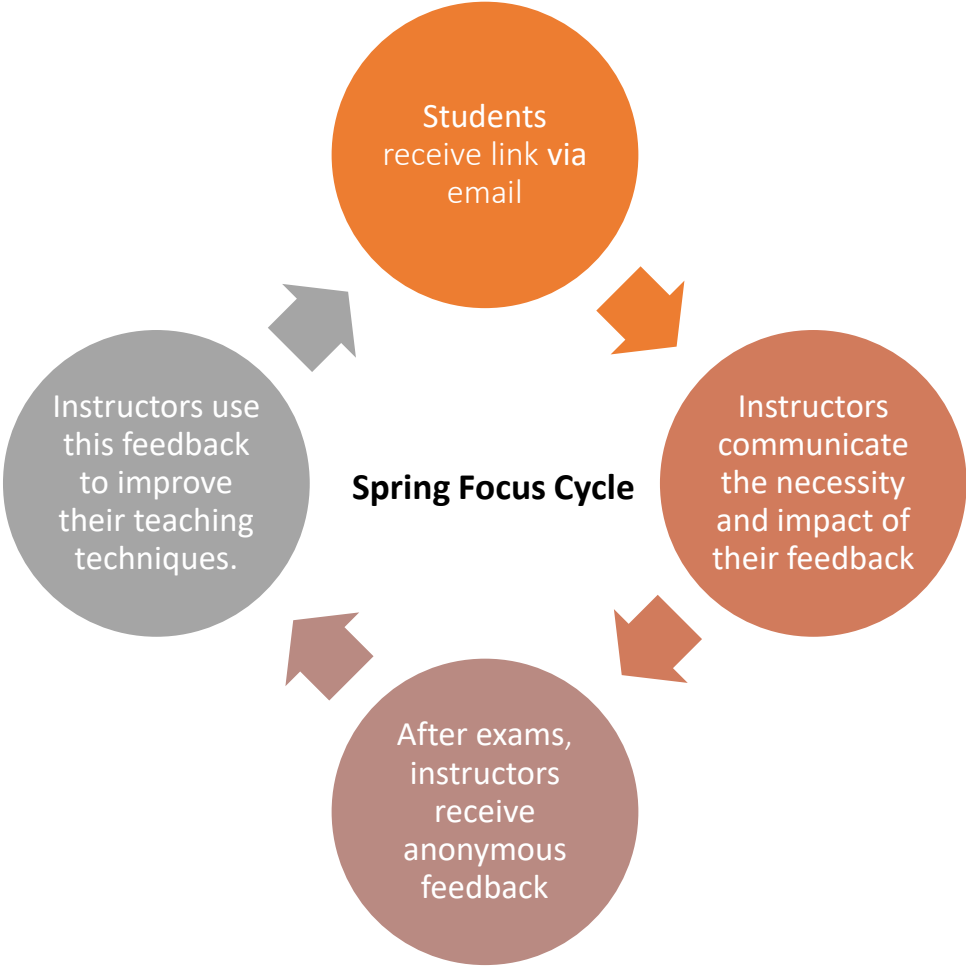 Students
receive link via
email
Instructors
communicate
the necessity
and impact of
their feedback
After exams,
instructors
receive
anonymous
feedback
Instructors use
this feedback
to improve
their teaching
techniques.
Spring Focus Cycle